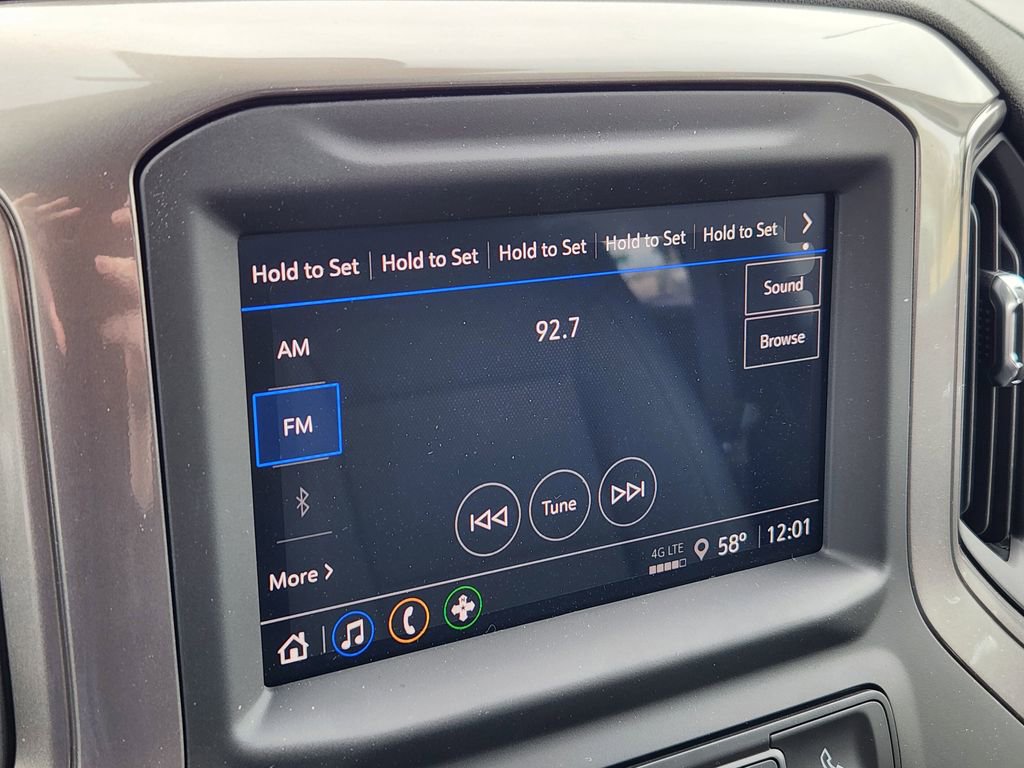 Hold to Set Hold to Set Hold to Set Hold to Set Hold to Set
Sound
AM
92.7
Browse
FM
Tune
More
4G LTE
58°
12:01